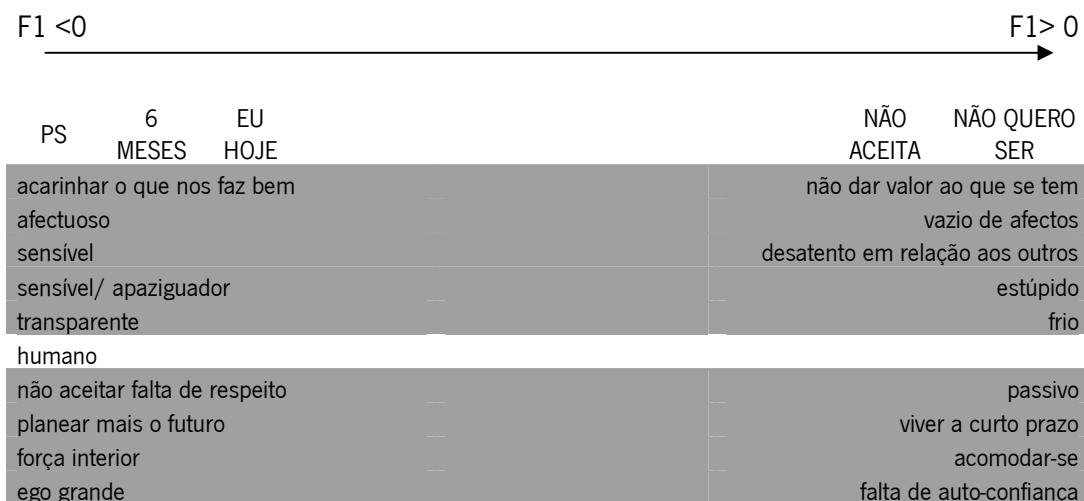 F1 <0 F1> 0
PS 6 MESES EU HOJE NÃO ACEITA NÃO QUERO SER
acarinhar o que nos faz bem não dar valor ao que se tem
afectuoso vazio de afectos
sensível desatento em relação aos outros
sensível/ apaziguador estúpido
transparente frio
humano
não aceitar falta de respeito passivo
planear mais o futuro viver a curto prazo
força interior acomodar-se
ego grande falta de auto-confiança